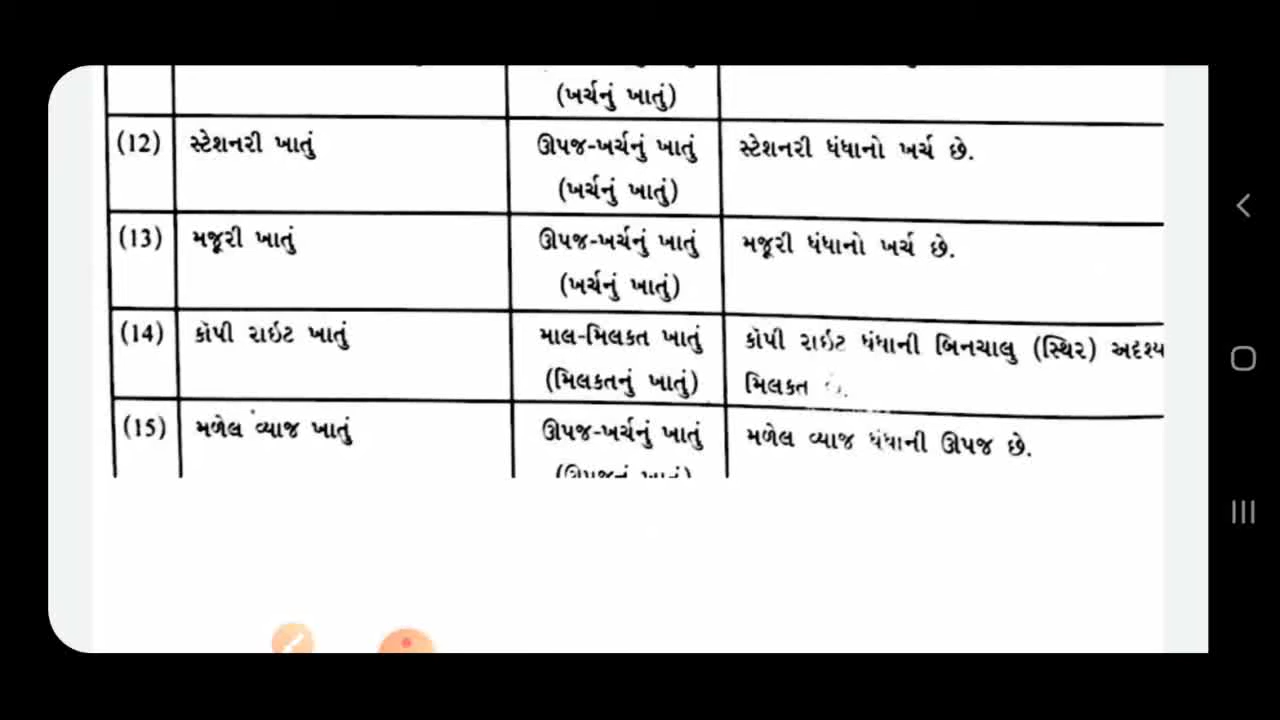 (ખર્ચનું ખાતું)
(12) સ્ટેશનરી ખાતું ઊપજ-ખર્ચનું ખાતું સ્ટેશનરી ધંધાનો ખર્ચ છે.
(ખર્ચનું ખાતું)
(13) મજૂરી ખાતું ઊપજ-ખર્ચનું ખાતું મજૂરી ધંધાનો ખર્ચ છે.
(ખર્ચનું ખાતું)
(14) કૉપી રાઇટ ખાતું માલ-મિલકત ખાતું કૉપી રાઇટ ધંધાની બિનચાલુ (સ્થિર) અદૃશ્ય
(મિલકતનું ખાતું) મિલકત
(15) મળેલ વ્યાજ ખાતું ઊપજ-ખર્ચનું ખાતું મળેલ વ્યાજ ધંધાની ઊપજ છે.